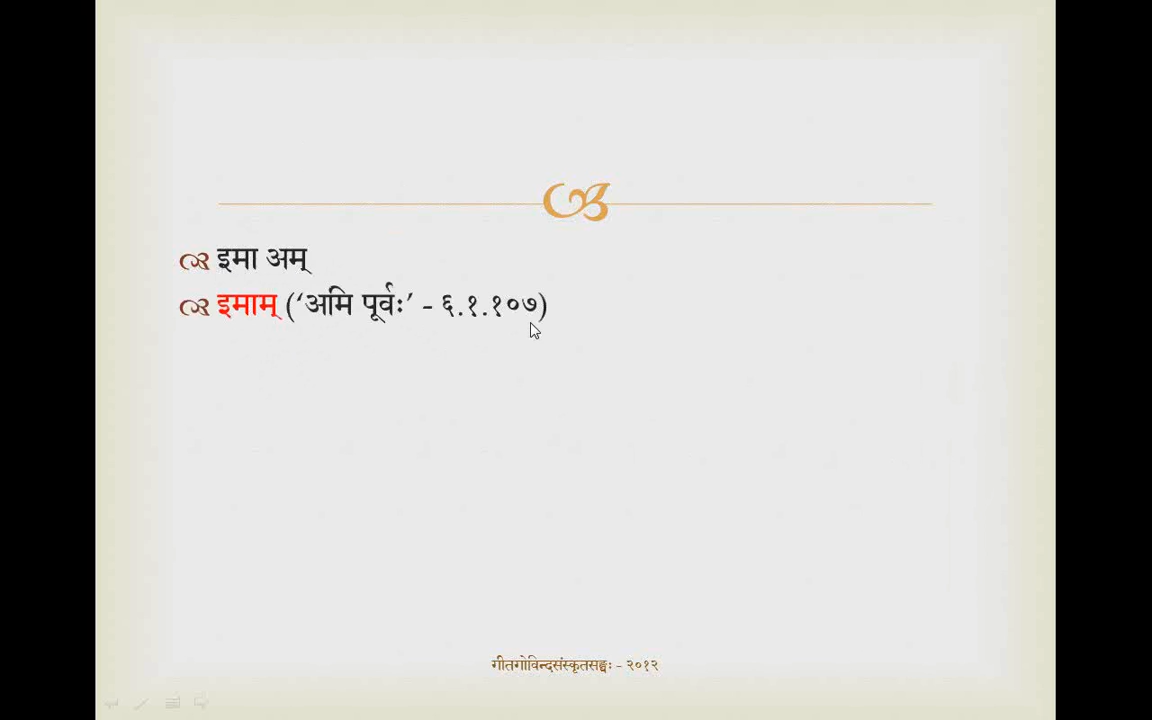 इमा अम्
इमाम् (‘अमि पूर्वः’ - ६.१.१०७)
गीतगोविन्दसंस्कृतसङ्घः - २०१२